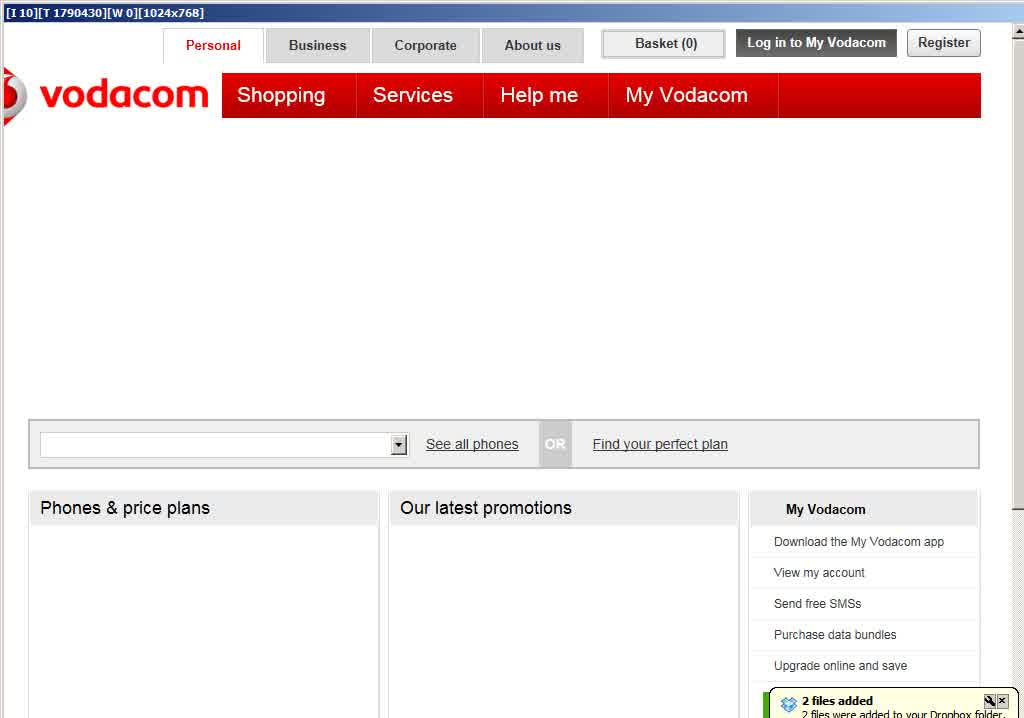 [I 10][T 1790430][W 0][1024x768]
Personal Business Corporate About us Basket (0) Log in to My Vodacom Register
vodacom Shopping Services Help me My Vodacom
See all phones OR Find your perfect plan
Phones & price plans Our latest promotions My Vodacom
Download the My Vodacom app
View my account
Send free SMSs
Purchase data bundles
Upgrade online and save
2 files added
2 files were added to your Dropbox folder.